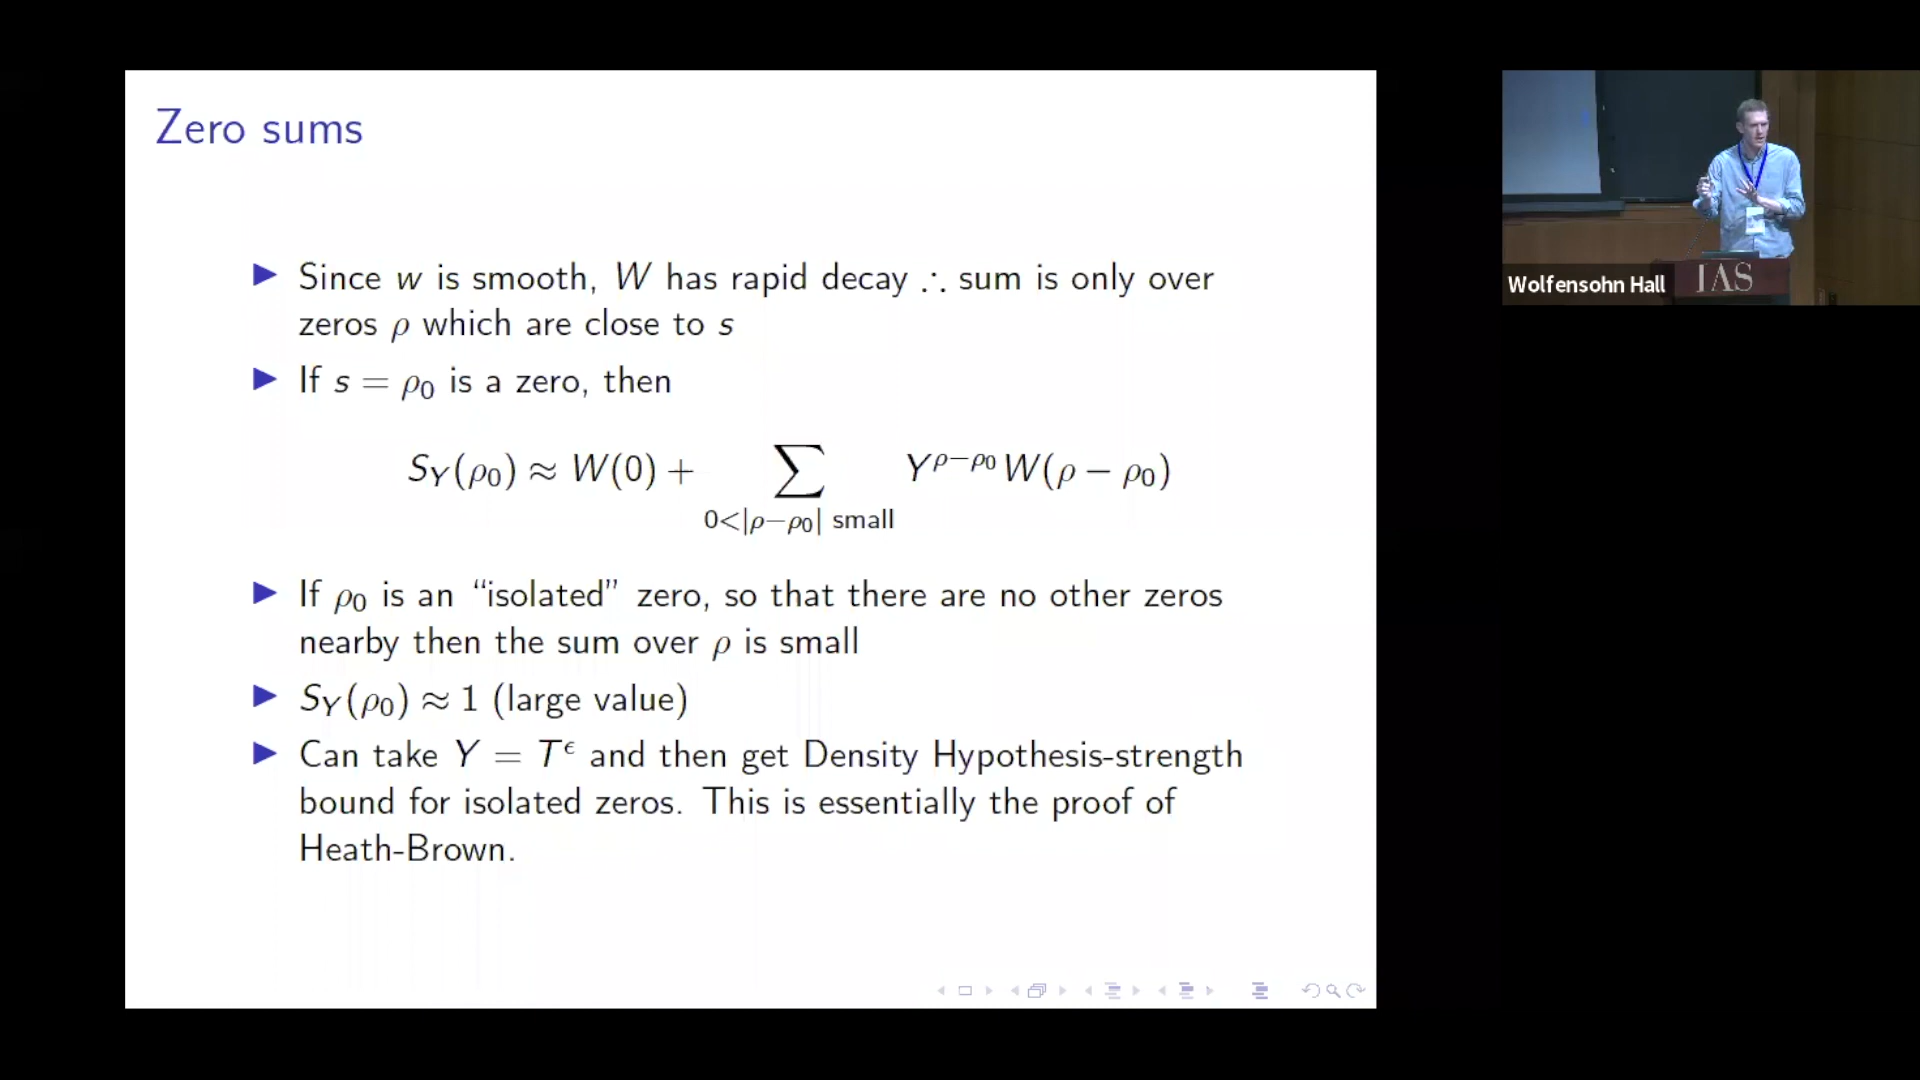 Zero sums
▶ Since w is smooth, W has rapid decay ∴ sum is only over
zeros ρ which are close to s
▶ If s = ρ₀ is a zero, then
S_Y(ρ₀) ≈ W(0) + ∑ Y^{ρ−ρ₀} W(ρ − ρ₀)
0<|ρ−ρ₀| small
▶ If ρ₀ is an “isolated” zero, so that there are no other zeros
nearby then the sum over ρ is small
▶ S_Y(ρ₀) ≈ 1 (large value)
▶ Can take Y = T^ϵ and then get Density Hypothesis-strength
bound for isolated zeros. This is essentially the proof of
Heath-Brown.
Wolfensohn Hall
IAS